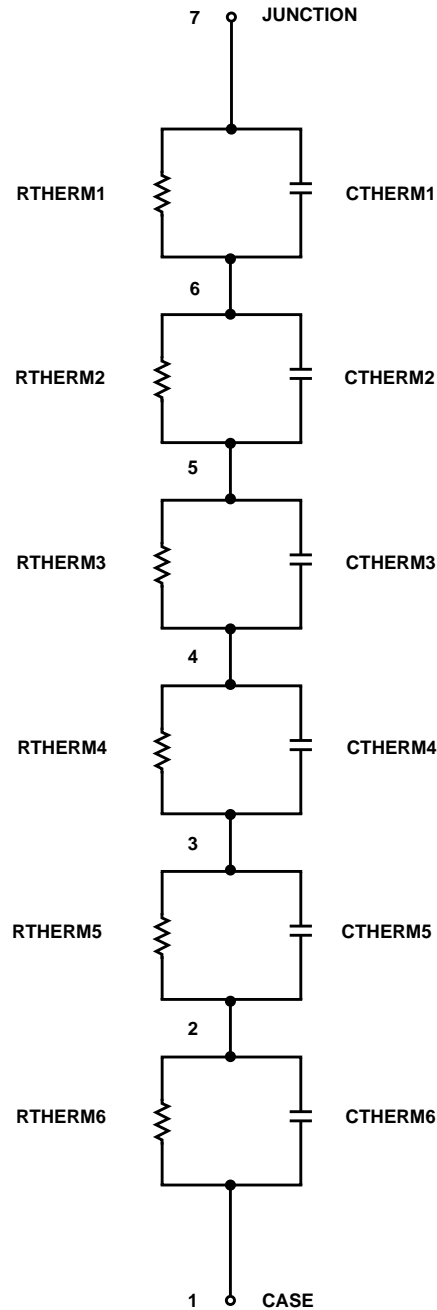 7 JUNCTION
RTHERM1 CTHERM1
6
RTHERM2 CTHERM2
5
RTHERM3 CTHERM3
4
RTHERM4 CTHERM4
3
RTHERM5 CTHERM5
2
RTHERM6 CTHERM6
1 CASE